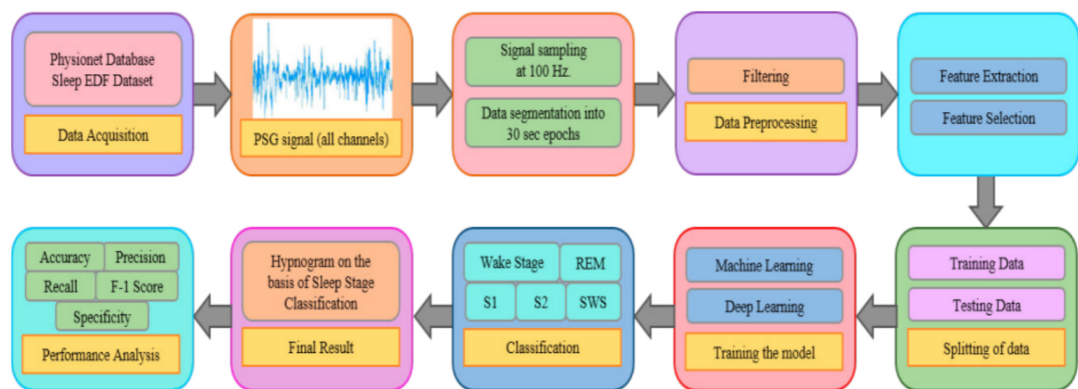 Physionet Database
Sleep EDF Dataset
Data Acquisition
PSG signal (all channels)
Signal sampling
at 100 Hz.
Data segmentation into
30 sec epochs
Filtering
Data Preprocessing
Feature Extraction
Feature Selection
Training Data
Testing Data
Splitting of data
Machine Learning
Deep Learning
Training the model
Wake Stage
REM
S1
S2
SWS
Classification
Hypnogram on the
basis of Sleep Stage
Classification
Final Result
Accuracy
Precision
Recall
F-1 Score
Specificity
Performance Analysis